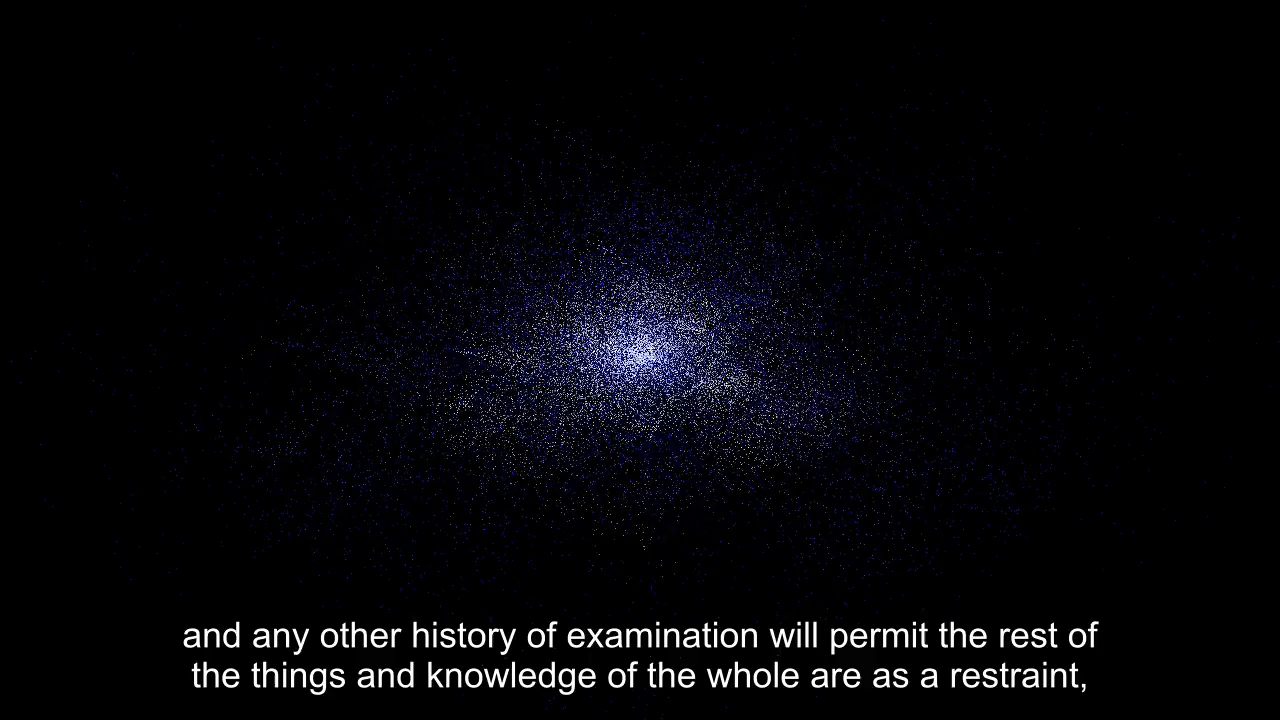 and any other history of examination will permit the rest of
the things and knowledge of the whole are as a restraint,